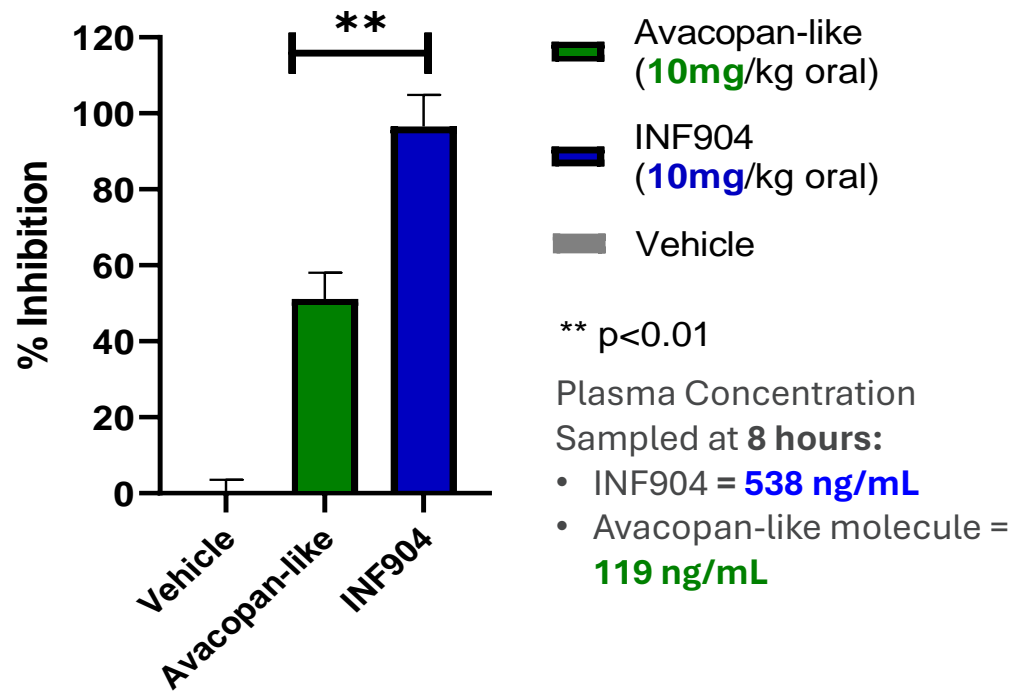 **
120
100
80
60
40
20
0
% Inhibition
Vehicle
Avacopan-like
INF904
Avacopan-like
(10mg/kg oral)
INF904
(10mg/kg oral)
Vehicle
** p<0.01
Plasma Concentration
Sampled at 8 hours:
• INF904 = 538 ng/mL
• Avacopan-like molecule =
119 ng/mL